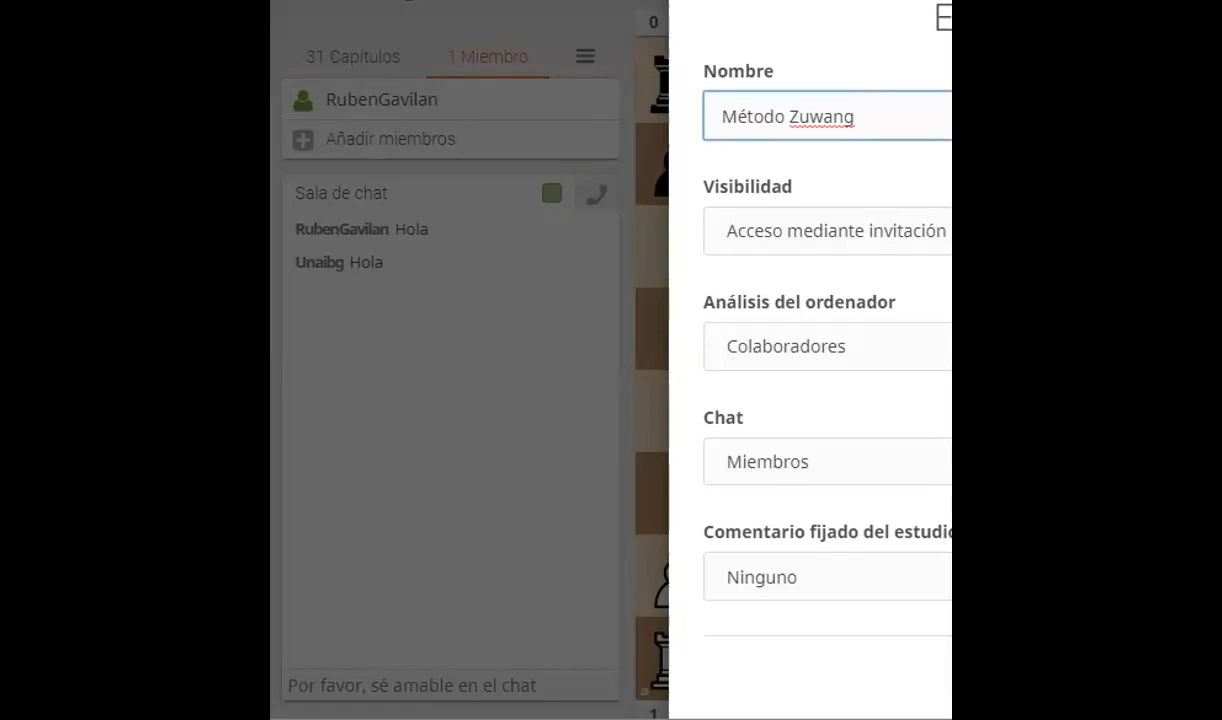 31 Capítulos
1 Miembro
RubenGavilan
Añadir miembros
Sala de chat
RubenGavilan Hola
Unaibg Hola
Por favor, sé amable en el chat
0
1
E
Nombre
Método Zuwang
Visibilidad
Acceso mediante invitación
Análisis del ordenador
Colaboradores
Chat
Miembros
Comentario fijado del estudio
Ninguno